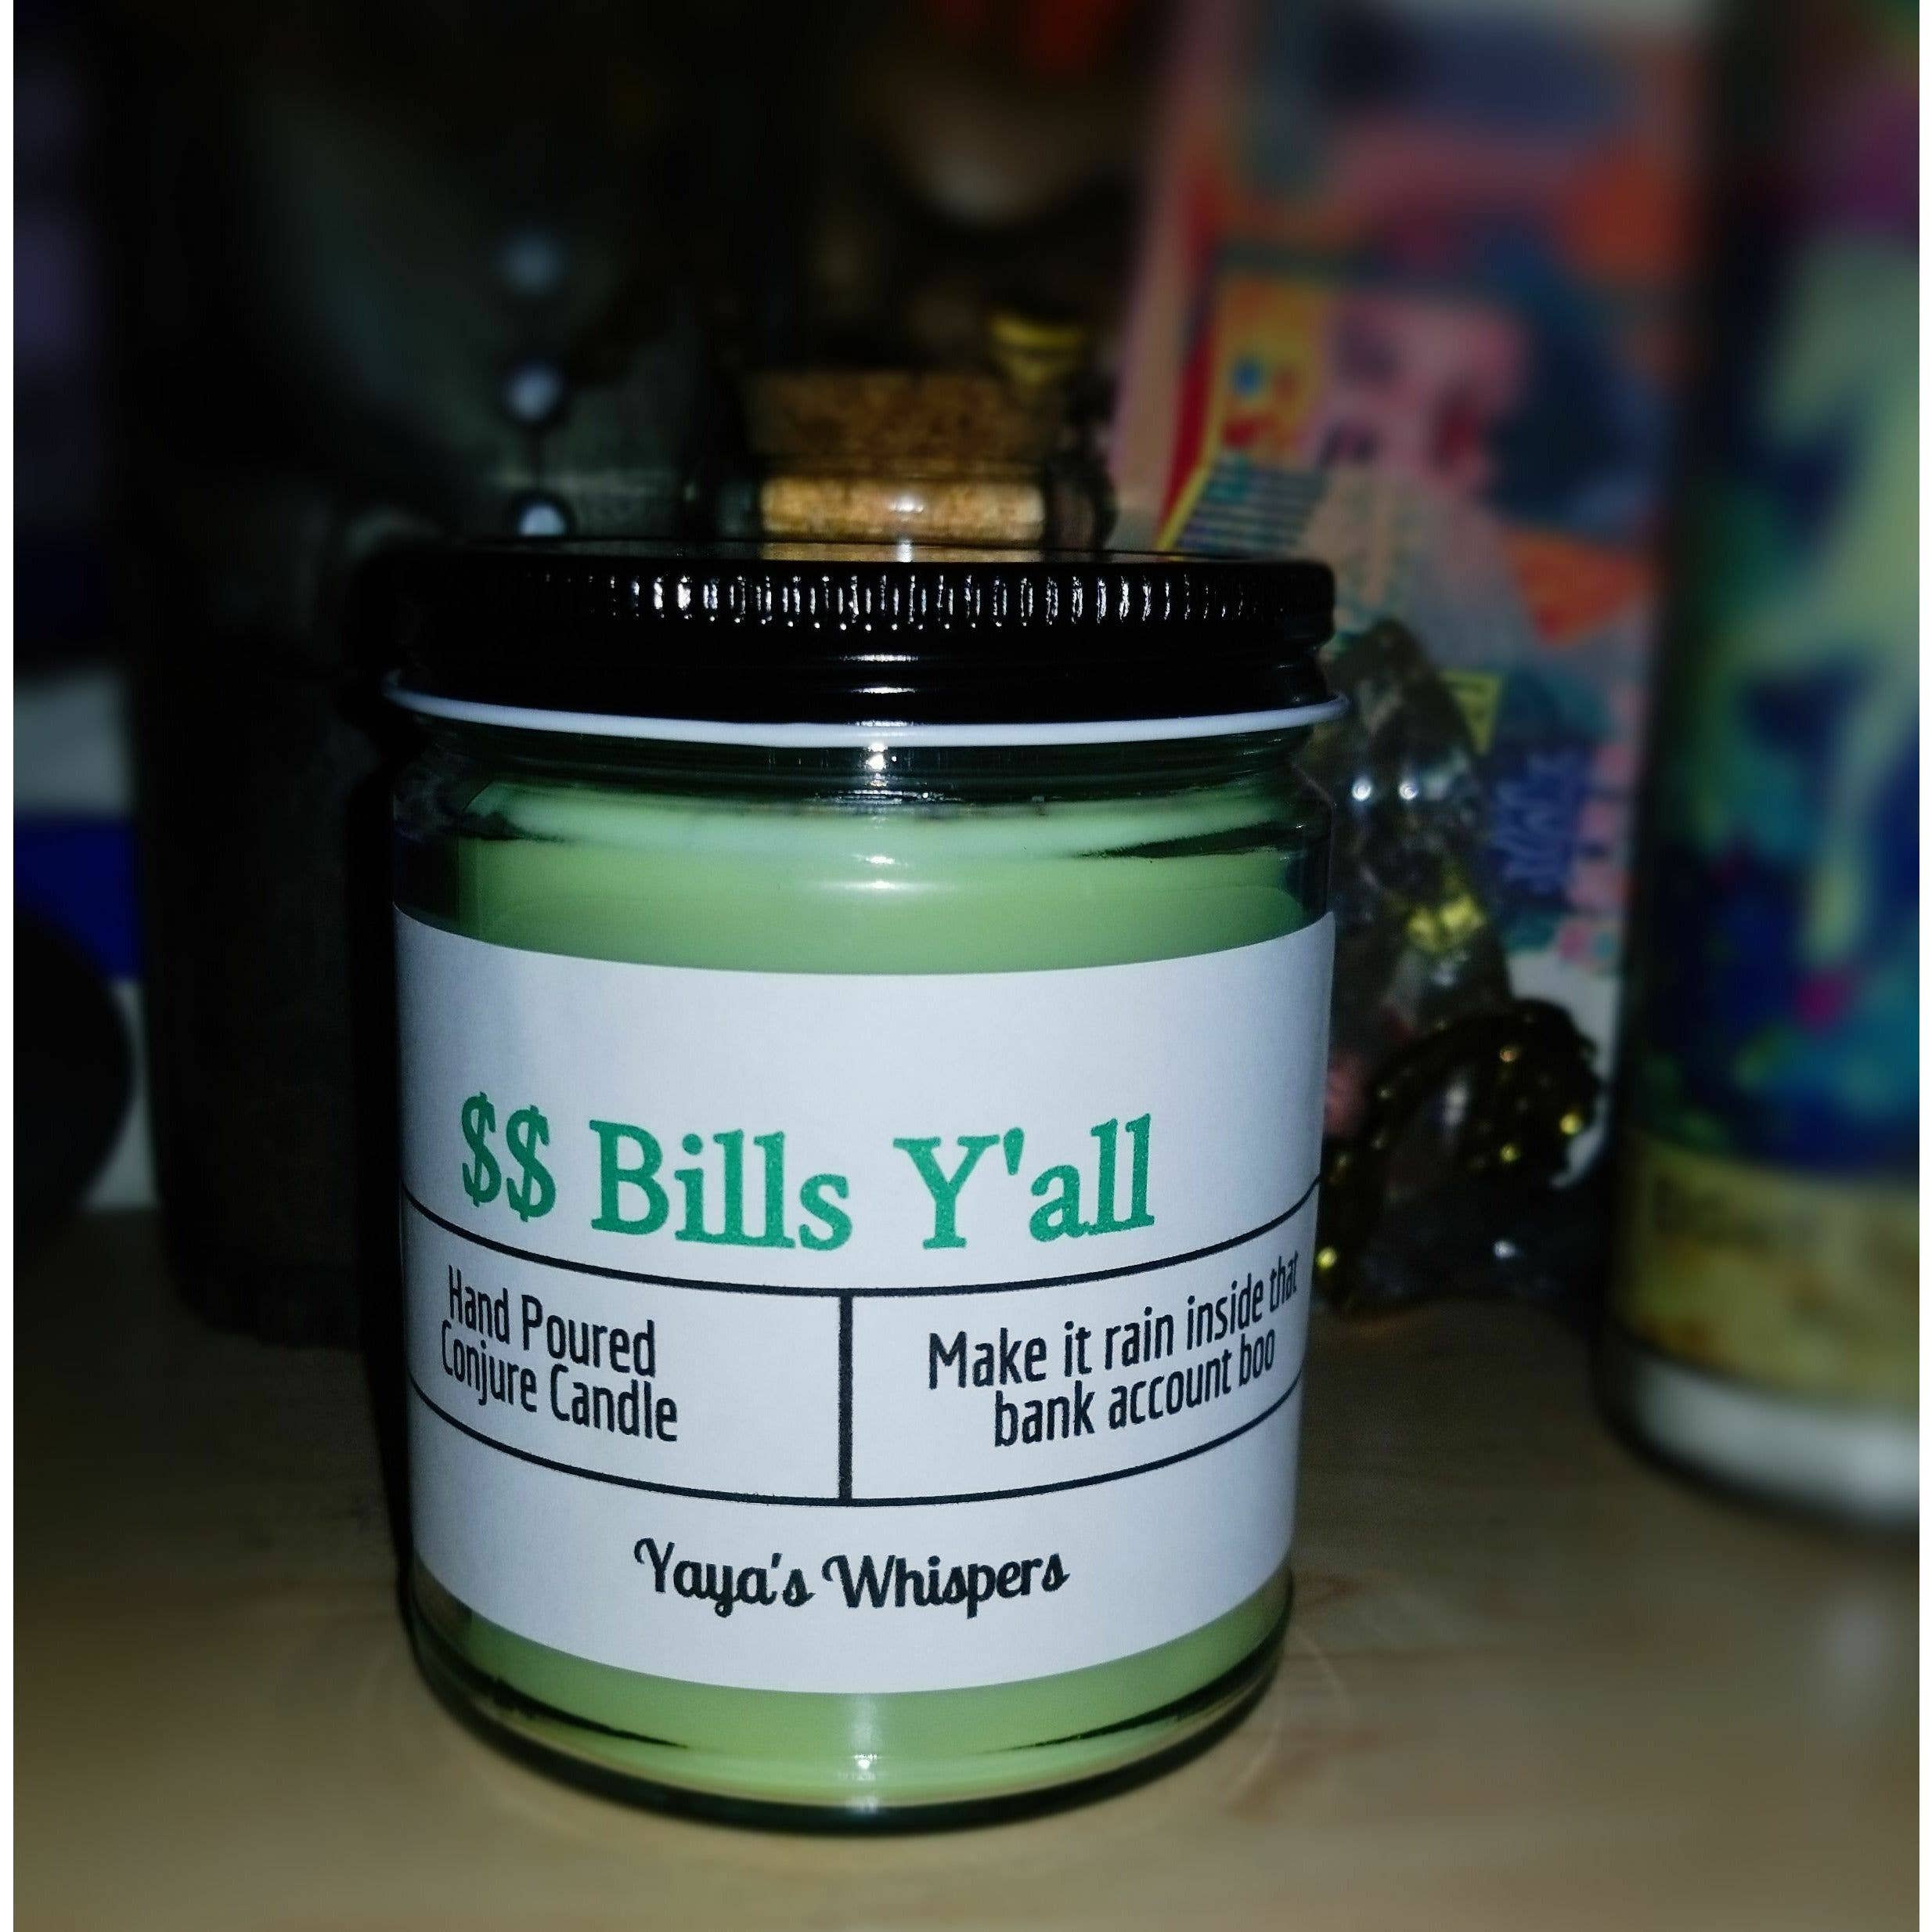 $$ Bills Y'all
Hand Poured
Conjure Candle
Make it rain inside that
bank account boo
Yaya's Whispers